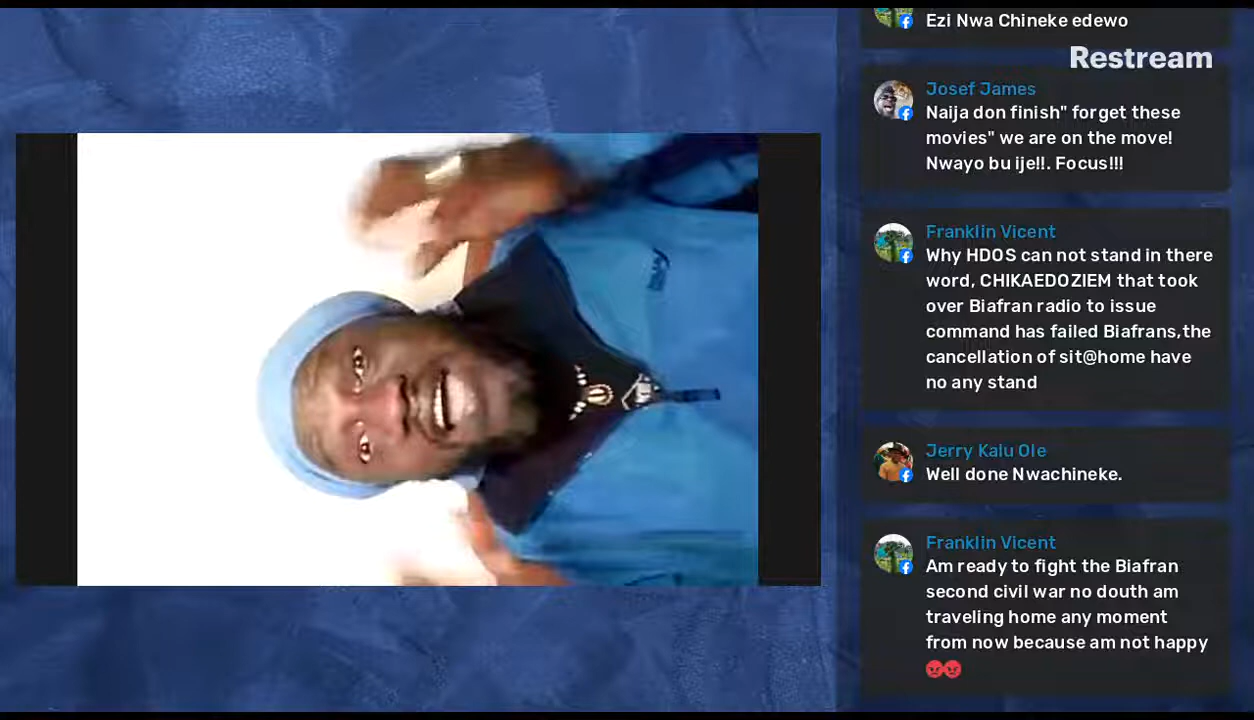 Ezi Nwa Chineke edewo
Restream
Josef James
Naija don finish" forget these
movies" we are on the move!
Nwayo bu ije!!. Focus!!!
Franklin Vicent
Why HDOS can not stand in there
word, CHIKAEDOZIEM that took
over Biafran radio to issue
command has failed Biafrans,the
cancellation of sit@home have
no any stand
Jerry Kalu Ole
Well done Nwachineke.
Franklin Vicent
Am ready to fight the Biafran
second civil war no douth am
traveling home any moment
from now because am not happy
😡😡